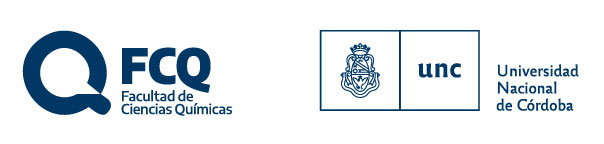 FCQ
Facultad de
Ciencias Químicas
unc
Universidad
Nacional
de Córdoba